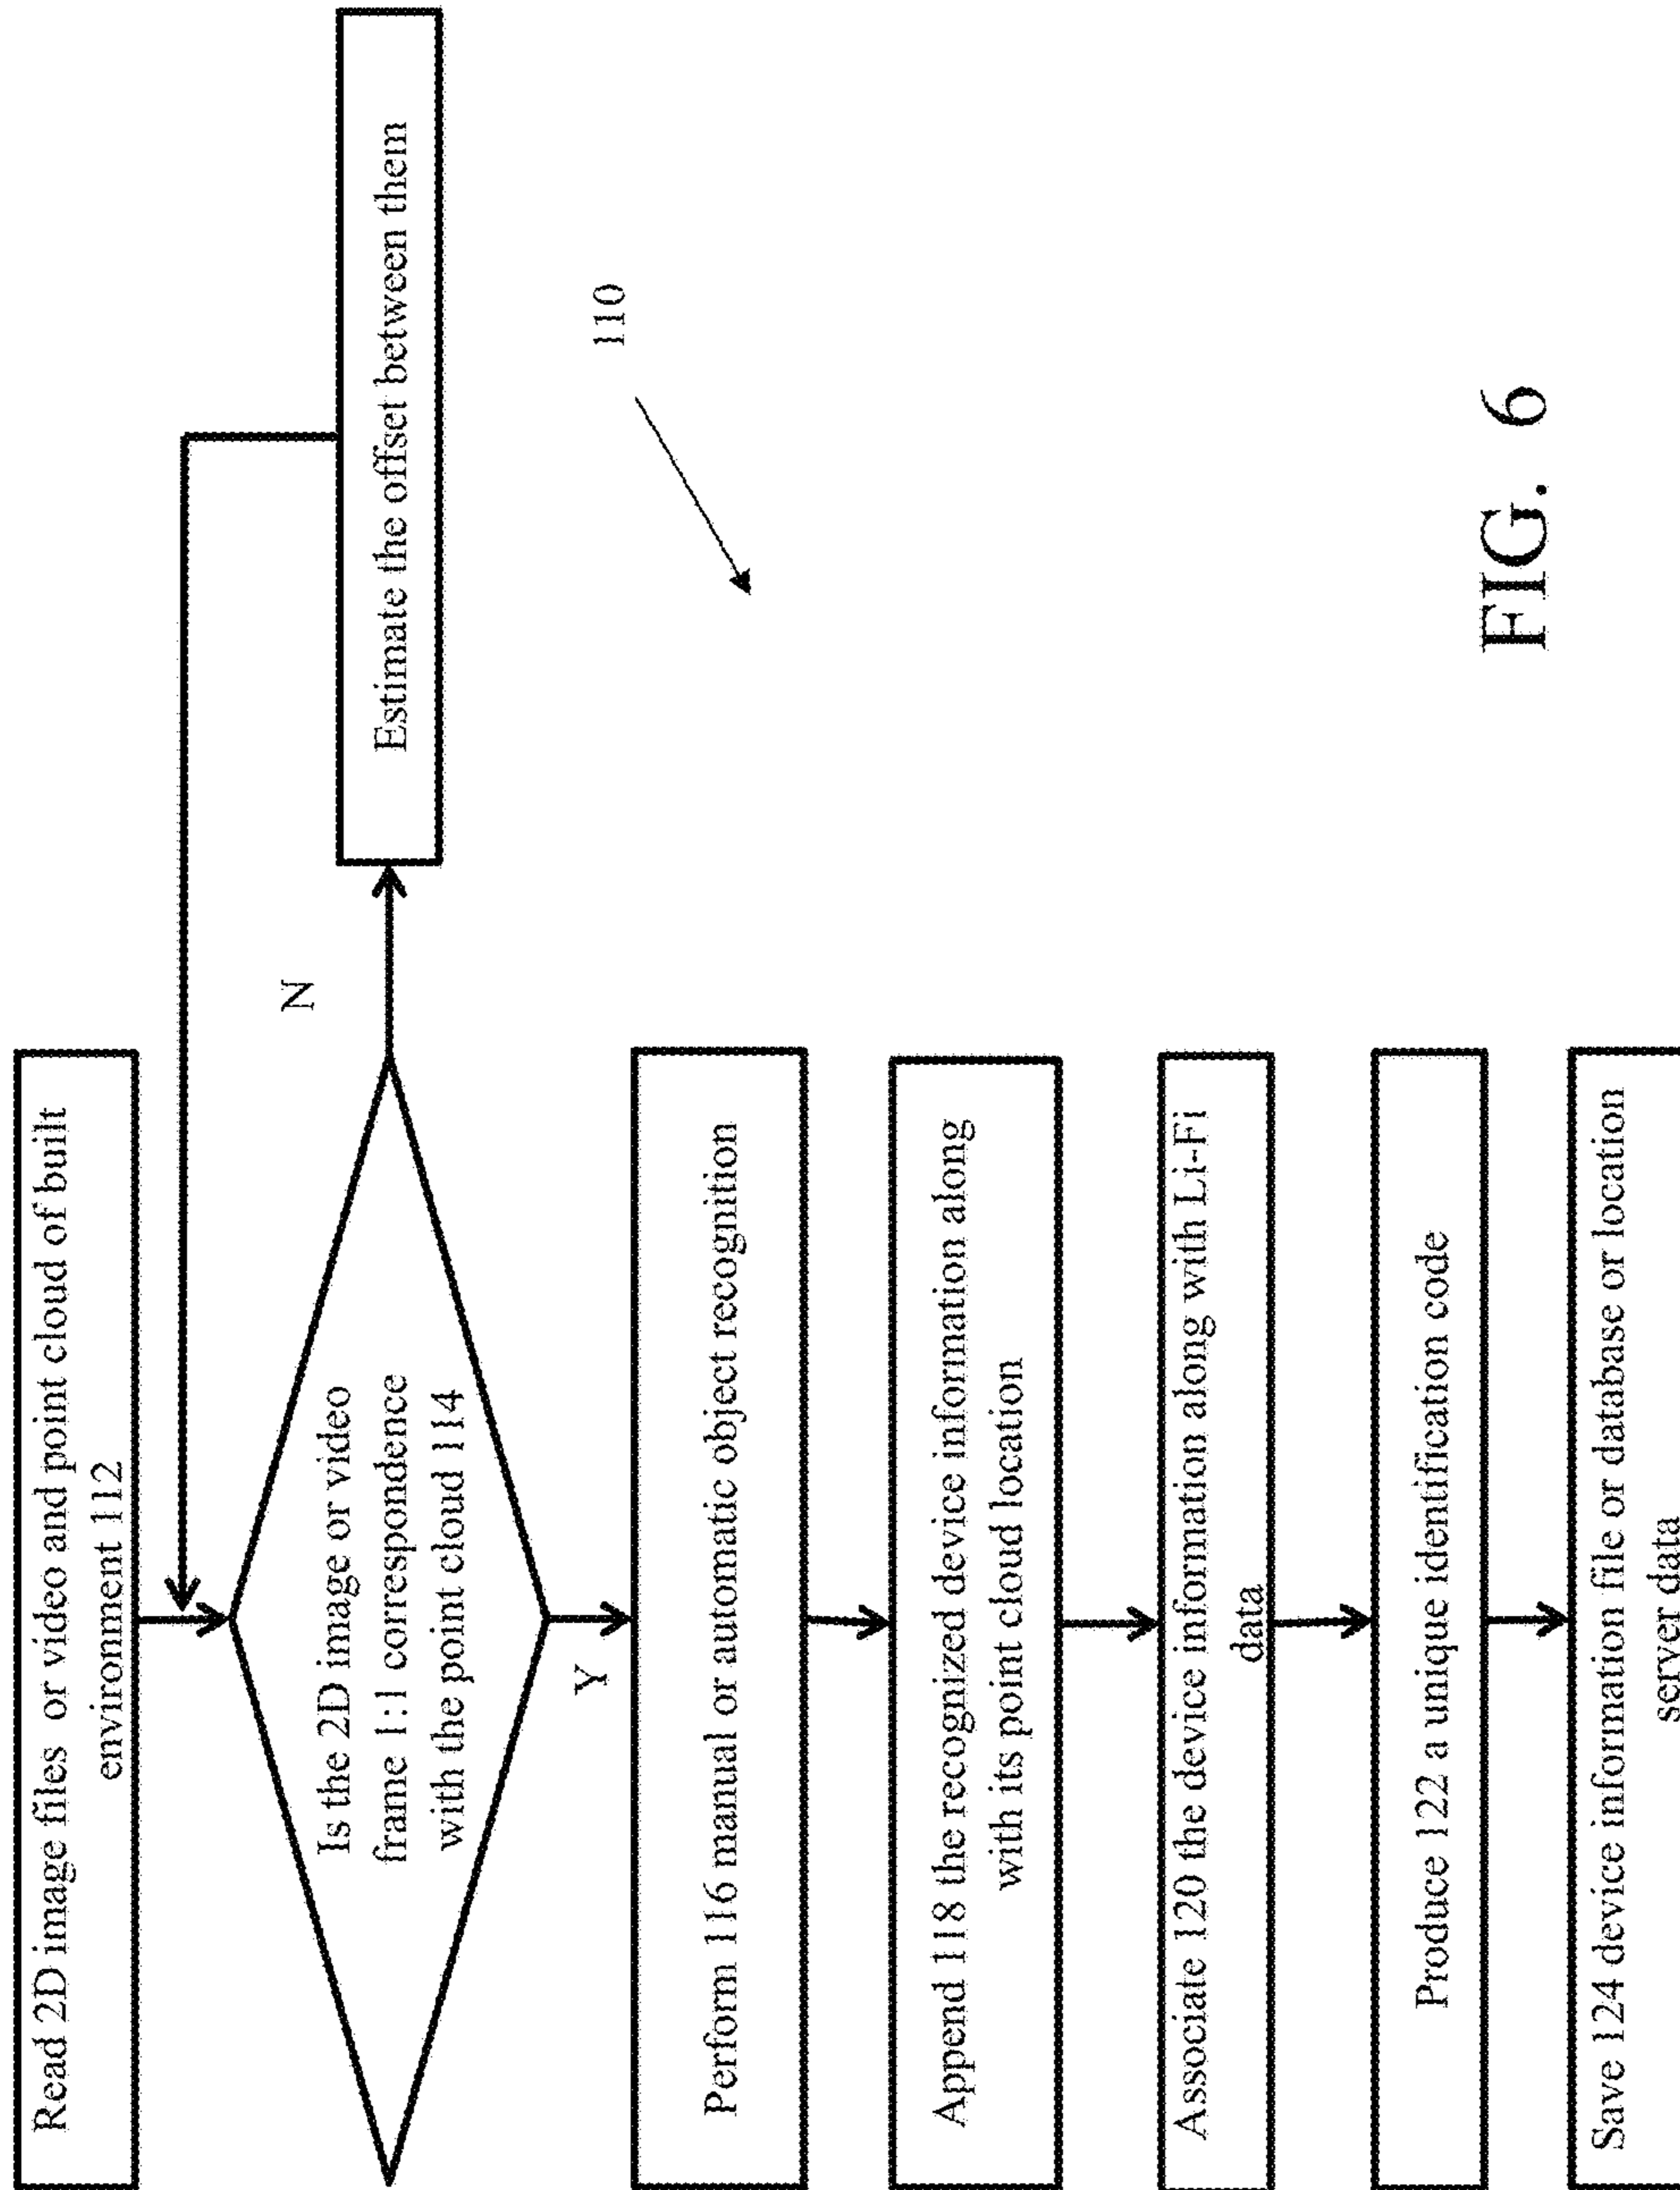 Read 2D image files or video and point cloud of built
environment 112
Is the 2D image or video
frame 1:1 correspondence
with the point cloud 114
N
Estimate the offset between them
Y
110
Perform 116 manual or automatic object recognition
Append 118 the recognized device information along
with its point cloud location
Associate 120 the device information along with Li-Fi
data
Produce 122 a unique identification code
Save 124 device information file or database or location
server data
FIG. 6